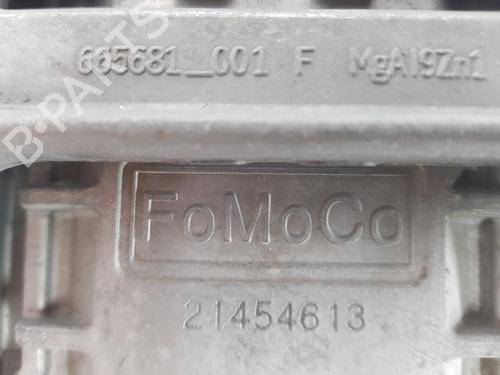 665681_001 F MgAl9Zn1
FoMoCo
21454613
B-PARTS